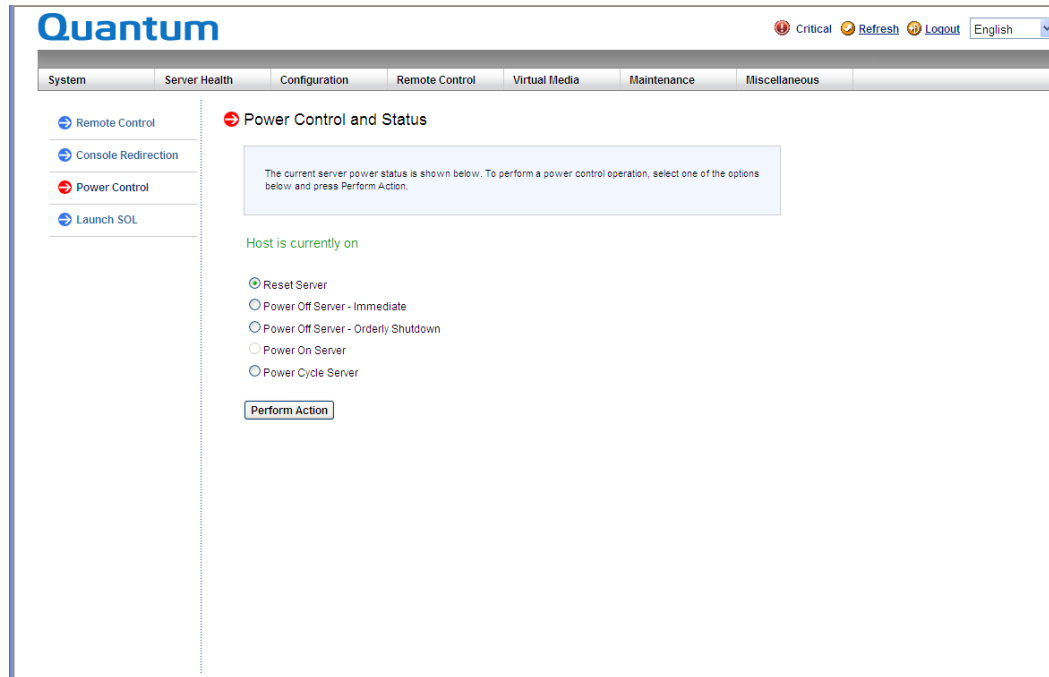 Quantum
Critical Refresh Logout English
System Server Health Configuration Remote Control Virtual Media Maintenance Miscellaneous
Remote Control
Console Redirection
Power Control
Launch SOL
Power Control and Status
The current server power status is shown below. To perform a power control operation, select one of the options
below and press Perform Action.
Host is currently on
Reset Server
Power Off Server - Immediate
Power Off Server - Orderly Shutdown
Power On Server
Power Cycle Server
Perform Action